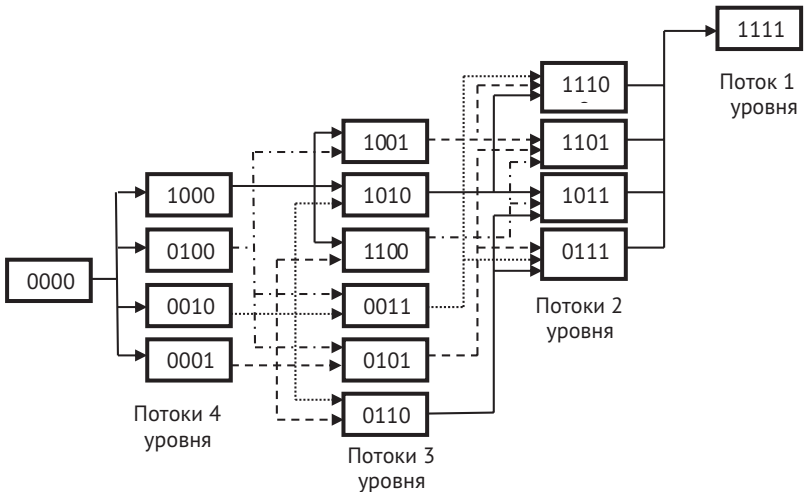 0000
1000
0100
0010
0001
Потоки 4
уровня
1001
1010
1100
0011
0101
0110
Потоки 3
уровня
1110
1101
1011
0111
Потоки 2
уровня
1111
Поток 1
уровня